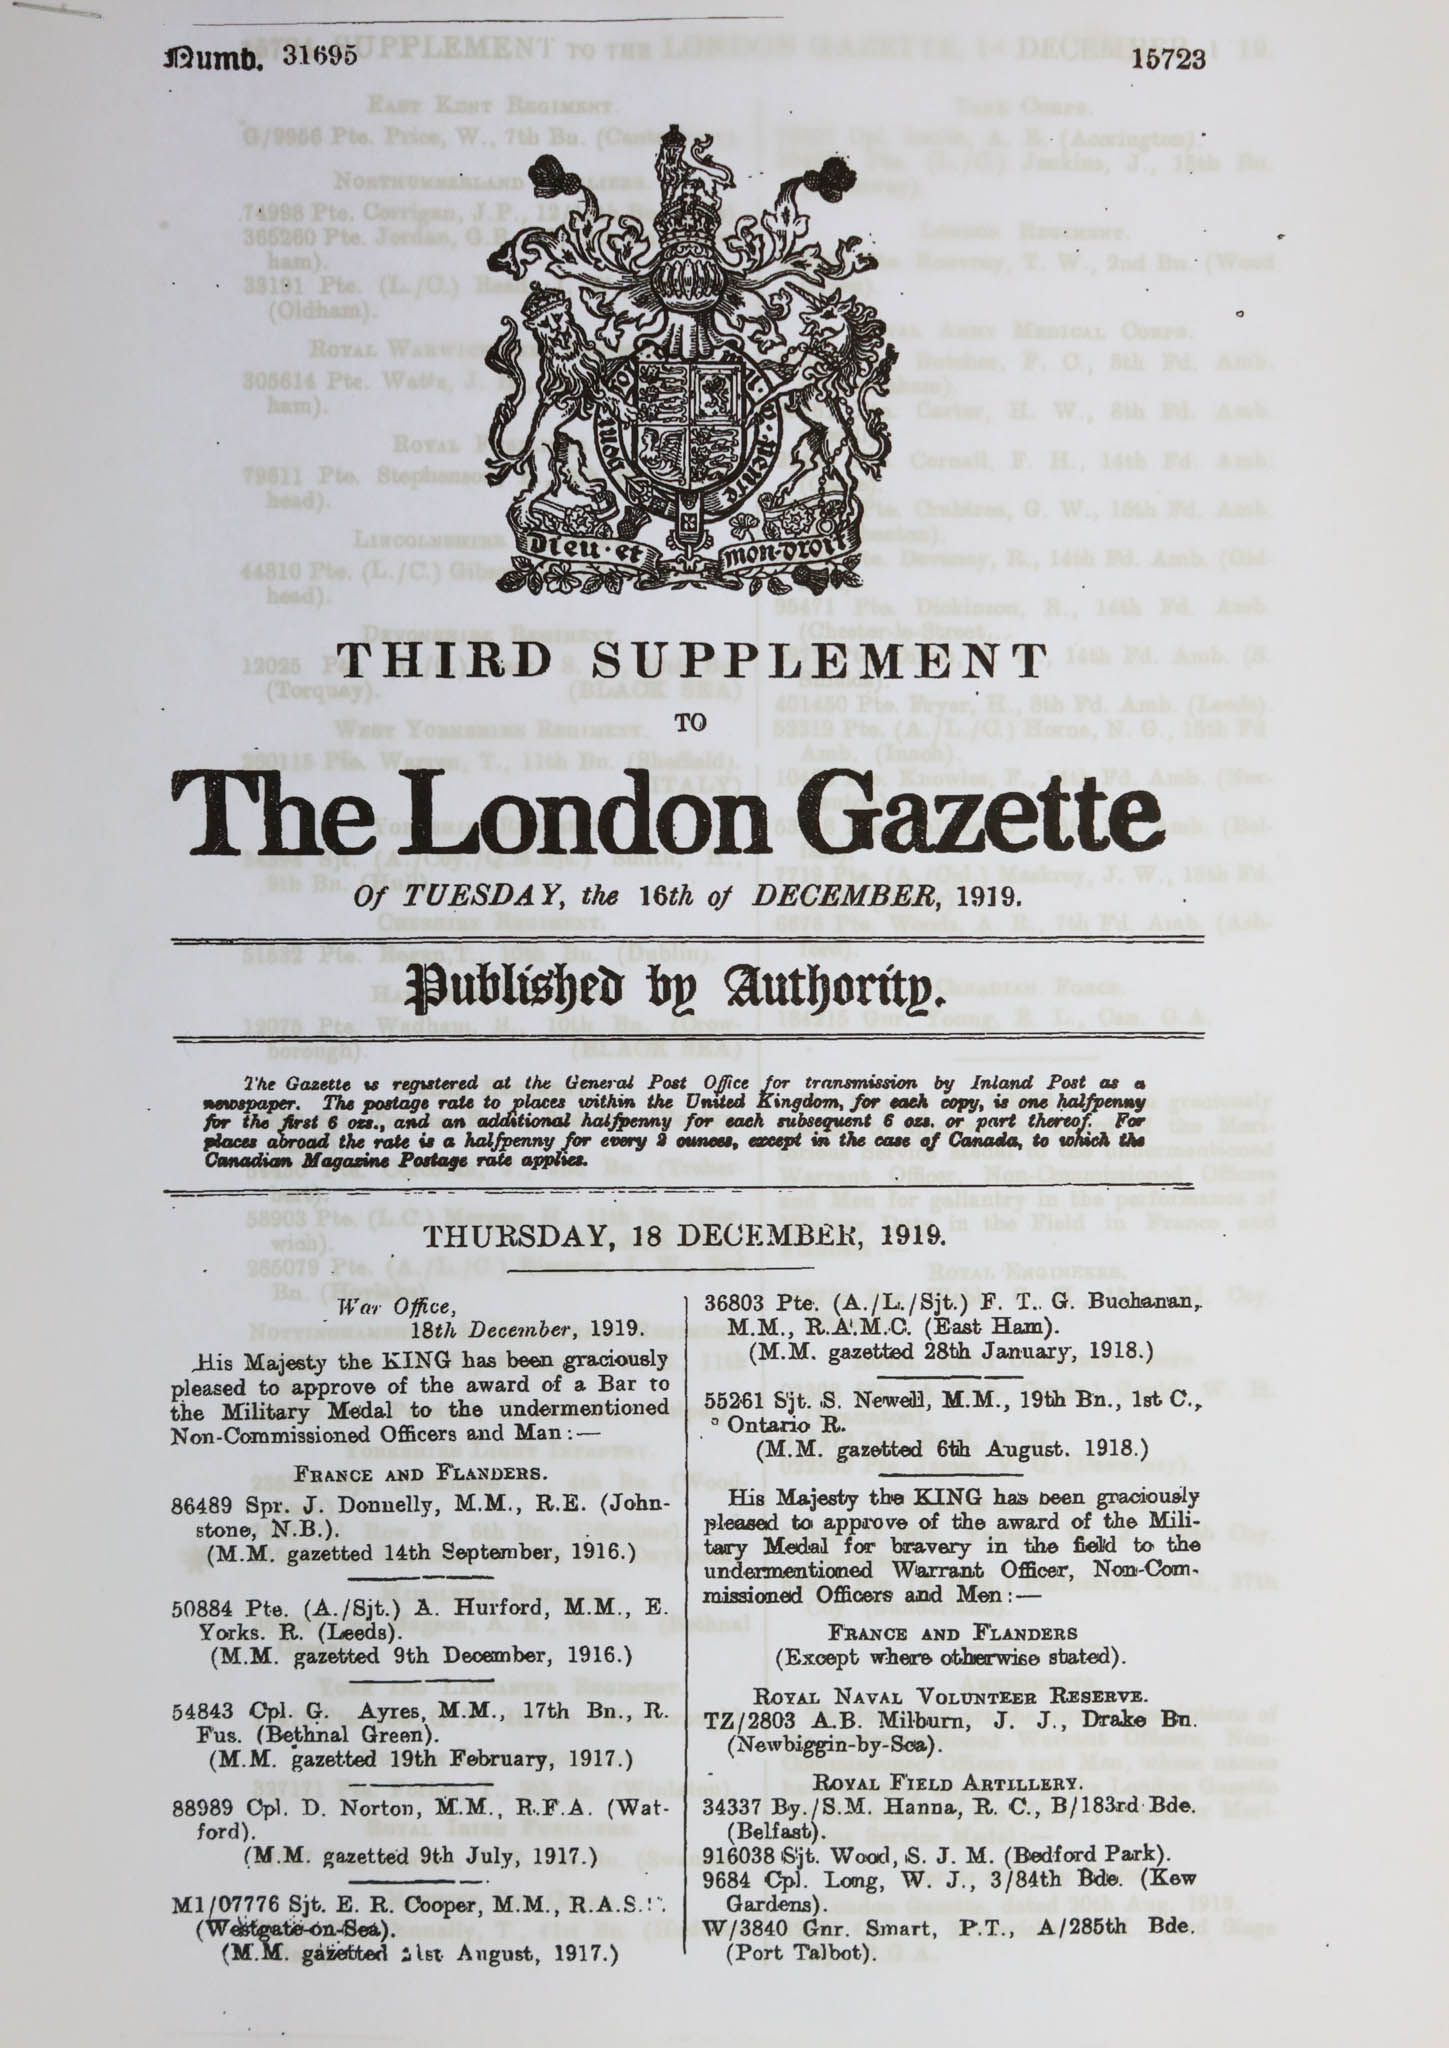 Numb. 31695
15723
Dieu et mon droit
THIRD SUPPLEMENT
TO
The London Gazette
Of TUESDAY, the 16th of DECEMBER, 1919.
Published by Authority.
The Gazette is registered at the General Post Office for transmission by Inland Post as a
newspaper. The postage rate to places within the United Kingdom, for each copy, is one halfpenny
for the first 6 ozs., and an additional halfpenny for each subsequent 6 ozs. or part thereof. For
places abroad the rate is a halfpenny for every 2 ounces, except in the case of Canada, to which the
Canadian Magazine Postage rate applies.
THURSDAY, 18 DECEMBER, 1919.
War Office,
18th December, 1919.
His Majesty the KING has been graciously
pleased to approve of the award of a Bar to
the Military Medal to the undermentioned
Non-Commissioned Officers and Man:—
FRANCE AND FLANDERS.
86489 Spr. J. Donnelly, M.M., R.E. (John-
stone, N.B.).
(M.M. gazetted 14th September, 1916.)
50884 Pte. (A./Sjt.) A. Hurford, M.M., E.
Yorks. R. (Leeds).
(M.M. gazetted 9th December, 1916.)
54843 Cpl. G. Ayres, M.M., 17th Bn., R.
Fus. (Bethnal Green).
(M.M. gazetted 19th February, 1917.)
88989 Cpl. D. Norton, M.M., R.F.A. (Wat-
ford).
(M.M. gazetted 9th July, 1917.)
M1/07776 Sjt. E. R. Cooper, M.M.,
(Westgate-on-Sea).
(M.M. gazetted 21st August, 1917.)
36803 Pte. (A./L./Sjt.) F. T. G. Buchanan,
M.M., R.A.M.C. (East Ham).
(M.M. gazetted 28th January, 1918.)
55261 Sjt. S. Newell, M.M., 19th Bn., 1st C.,
Ontario R.
(M.M. gazetted 6th August. 1918.)
His Majesty the KING has been graciously
pleased to approve of the award of the Mili-
tary Medal for bravery in the field to the
undermentioned Warrant Officer, Non-Com-
missioned Officers and Men:—
FRANCE AND FLANDERS
(Except where otherwise stated).
ROYAL NAVAL VOLUNTEER RESERVE.
TZ/2803 A.B. Milburn, J. J., Drake Bn.
(Newbiggin-by-Sea).
ROYAL FIELD ARTILLERY.
34337 By./S.M. Hanna, R. C., B/183rd Bde.
(Belfast).
916038 Sjt. Wood, S. J. M. (Bedford Park).
9684 Cpl. Long, W. J., 3/84th Bde. (Kew
Gardens).
W/3840 Gnr. Smart, P.T., A/285th Bde.
(Port Talbot).